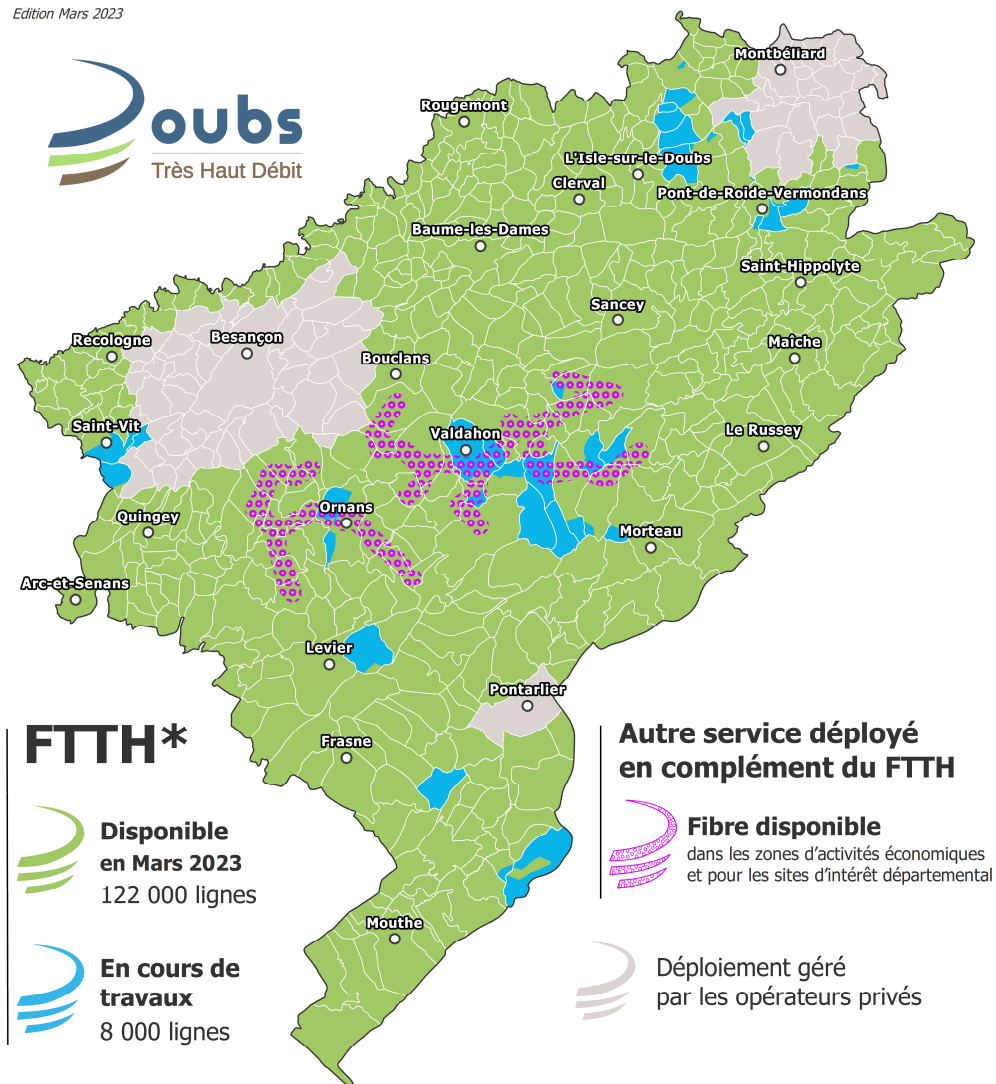 Edition Mars 2023
Doubs
Très Haut Débit
Montbéliard
Rougemont
L'Isle-sur-le-Doubs
Clerval
Pont-de-Roide-Vermondans
Baume-les-Dames
Saint-Hippolyte
Sancey
Recologne
Besançon
Maîche
Bouclans
Saint-Vit
Valdahon
Le Russey
Ornans
Quingey
Morteau
Arc-et-Senans
Levier
Pontarlier
Frasne
Mouthe
FTTH*
Disponible
en Mars 2023
122 000 lignes
En cours de
travaux
8 000 lignes
Autre service déployé
en complément du FTTH
Fibre disponible
dans les zones d'activités économiques
et pour les sites d'intérêt départemental
Déploiement géré
par les opérateurs privés